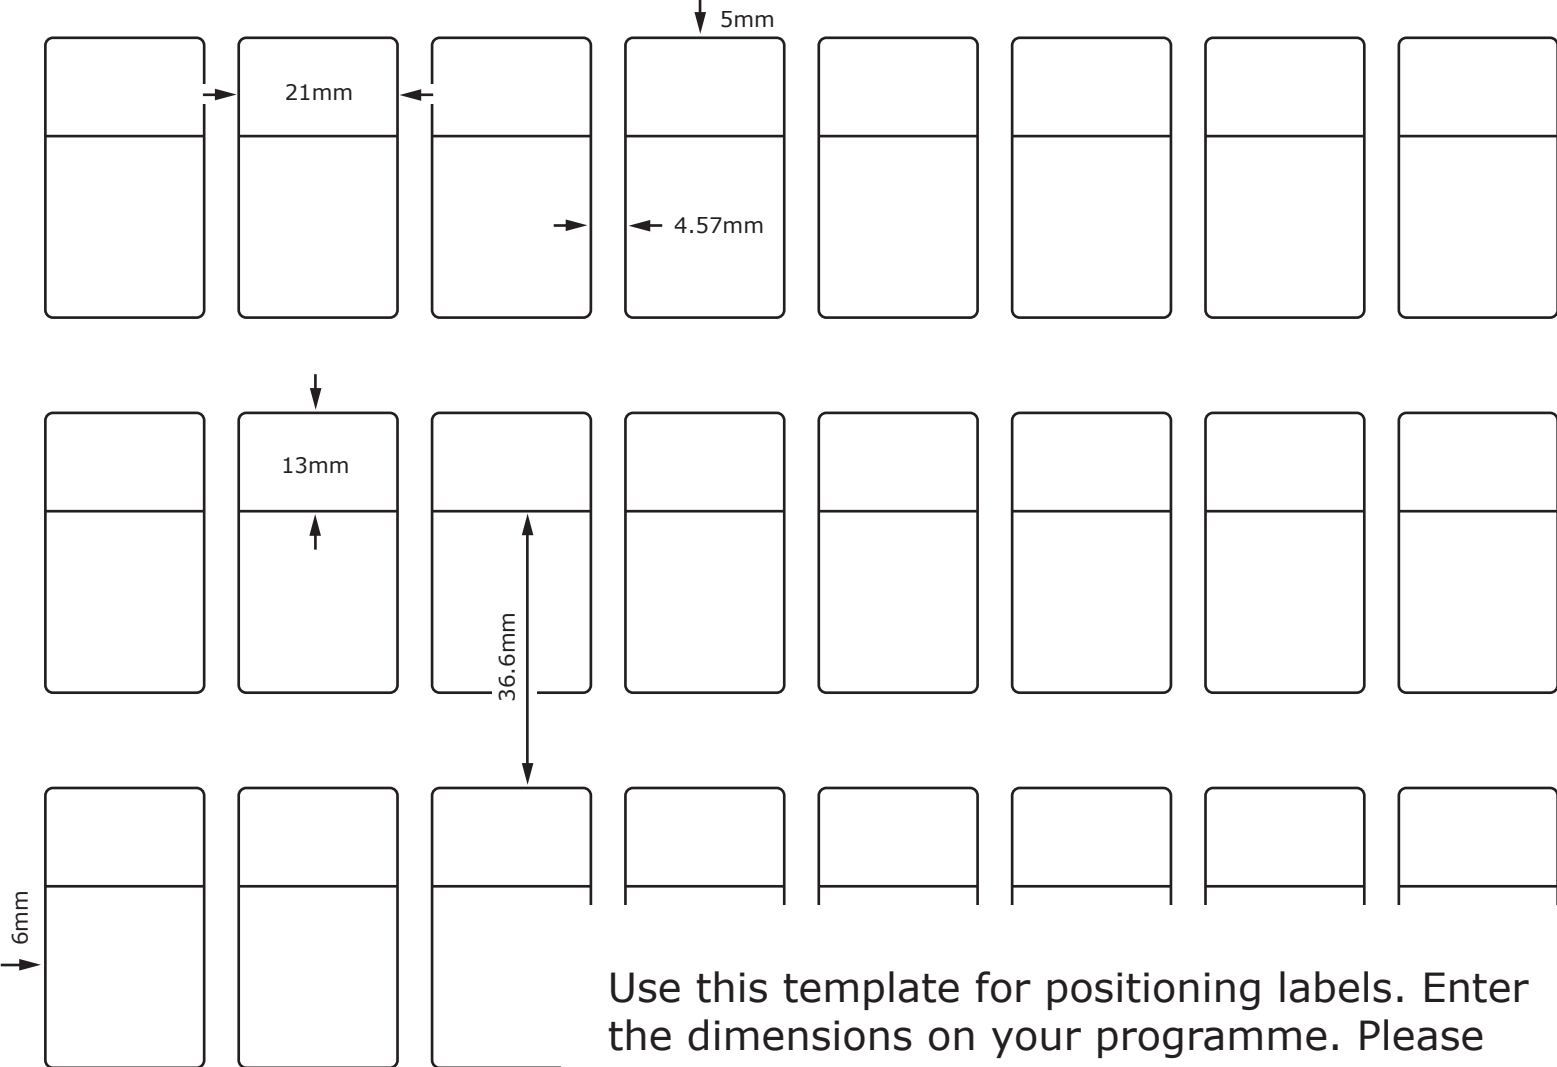 5mm
21mm
4.57mm
13mm
36.6mm
6mm
Use this template for positioning labels. Enter
the dimensions on your programme. Please